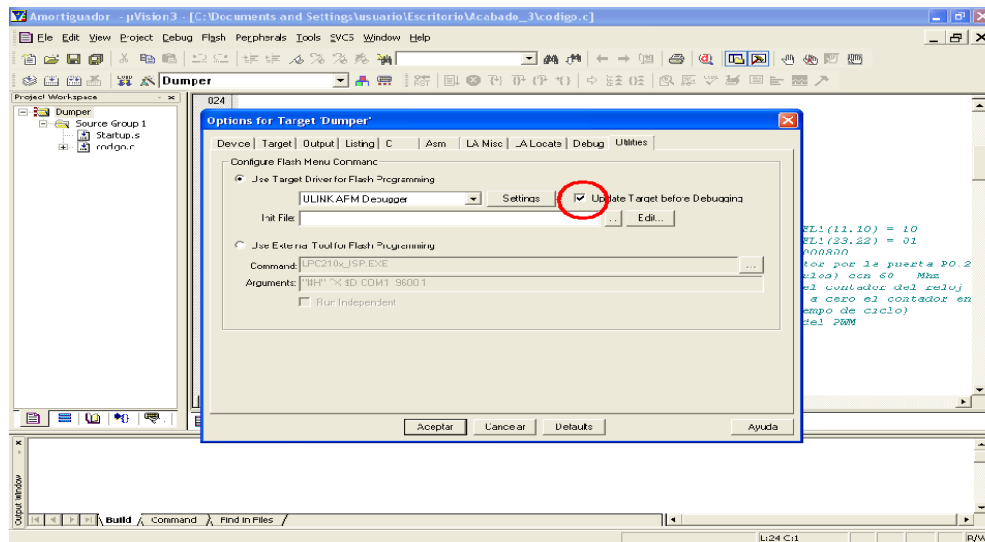 Amortiguador - µVision3 - [C:\Documents and Settings\usuario\Escritorio\Acabado_3\codigo.c]
File Edit View Project Debug Flash Peripherals Tools SVCS Window Help
Dumper
Project Workspace
Dumper
Source Group 1
Startup.s
codigo.c
024
Options for Target 'Dumper'
Device Target Output Listing C Asm LA Misc LA Locate Debug Utilities
Configure Flash Menu Command
Use Target Driver for Flash Programming
ULINK ARM Debugger Settings Update Target before Debugging
Init File: ... Edit...
Use External Tool for Flash Programming
Command: LPC210x_ISP.EXE ...
Arguments: "#H" ^X $D COM1: 9600 1
Run Independent
Aceptar Cancelar Defaults Ayuda
EL1(11.10) = 10
EL1(23.22) = 01
000800
tor por la puerta P0.2
clos) con 60 Mhz
el contador del reloj
a cero el contador en
empo de ciclo)
del PWM
Output Window
Build Command Find in Files
L:24 C:1 R/W